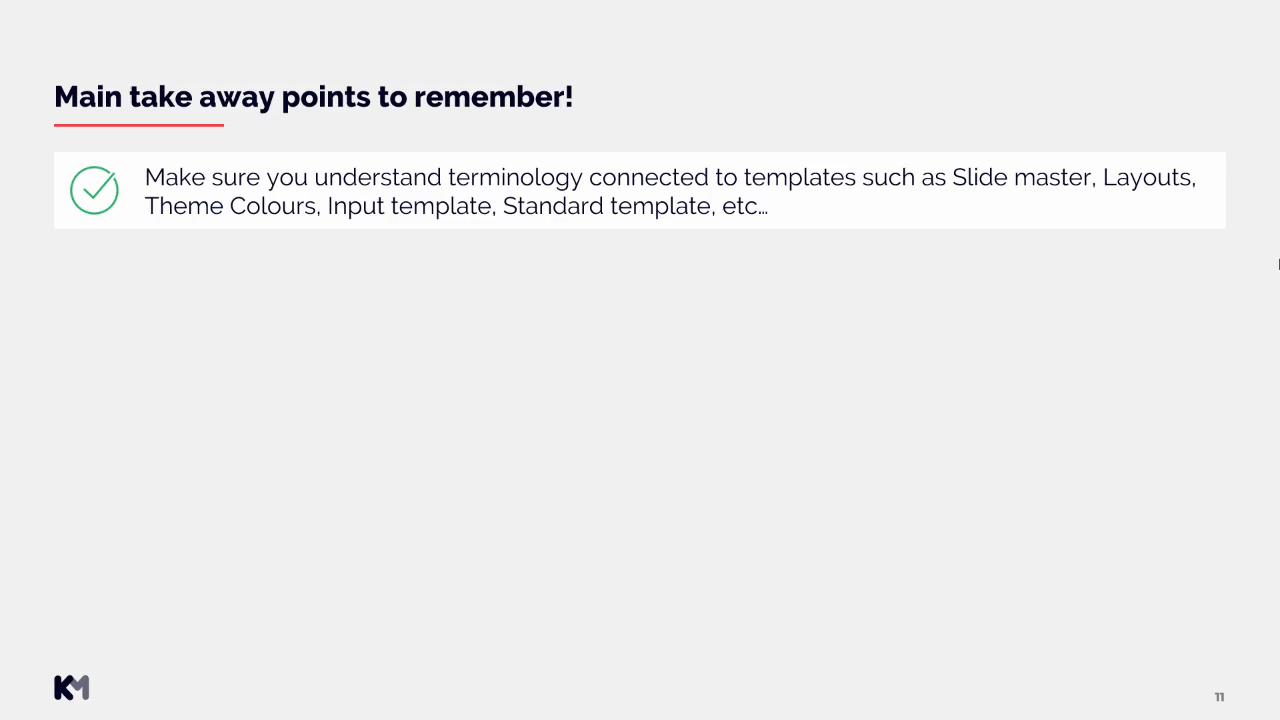 Main take away points to remember!
Make sure you understand terminology connected to templates such as Slide master, Layouts,
Theme Colours, Input template, Standard template, etc…
KM
11